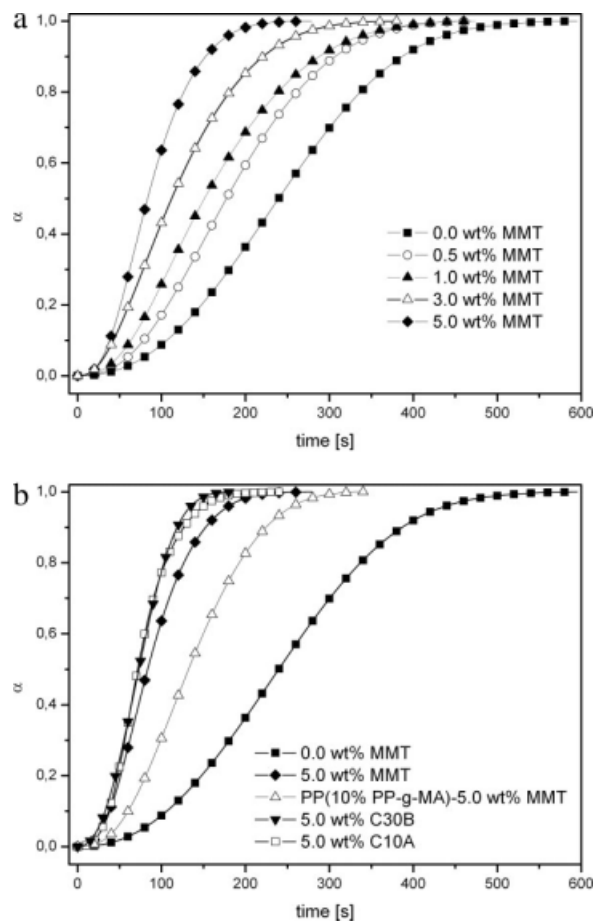 a
1,0
0,8
0,6
0,4
0,2
0,0
α
0.0 wt% MMT
0.5 wt% MMT
1.0 wt% MMT
3.0 wt% MMT
5.0 wt% MMT
0 100 200 300 400 500 600
time [s]
b
1,0
0,8
0,6
0,4
0,2
0,0
α
0.0 wt% MMT
5.0 wt% MMT
PP(10% PP-g-MA)-5.0 wt% MMT
5.0 wt% C30B
5.0 wt% C10A
0 100 200 300 400 500 600
time [s]